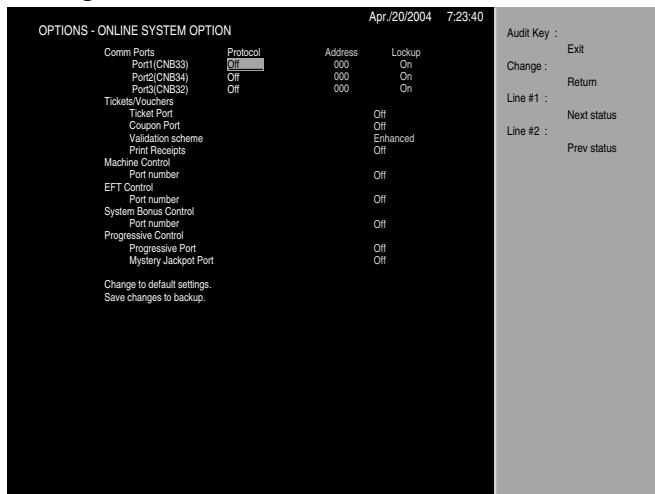 Apr./20/2004 7:23:40
OPTIONS - ONLINE SYSTEM OPTION
Comm Ports Protocol Address Lockup
Port1(CNB33) Off 000 On
Port2(CNB34) Off 000 On
Port3(CNB32) Off 000 On
Tickets/Vouchers
Ticket Port Off
Coupon Port Off
Validation scheme Enhanced
Print Receipts Off
Machine Control
Port number Off
EFT Control
Port number Off
System Bonus Control
Port number Off
Progressive Control
Progressive Port Off
Mystery Jackpot Port Off
Change to default settings.
Save changes to backup.
Audit Key :
Exit
Change :
Return
Line #1 :
Next status
Line #2 :
Prev status